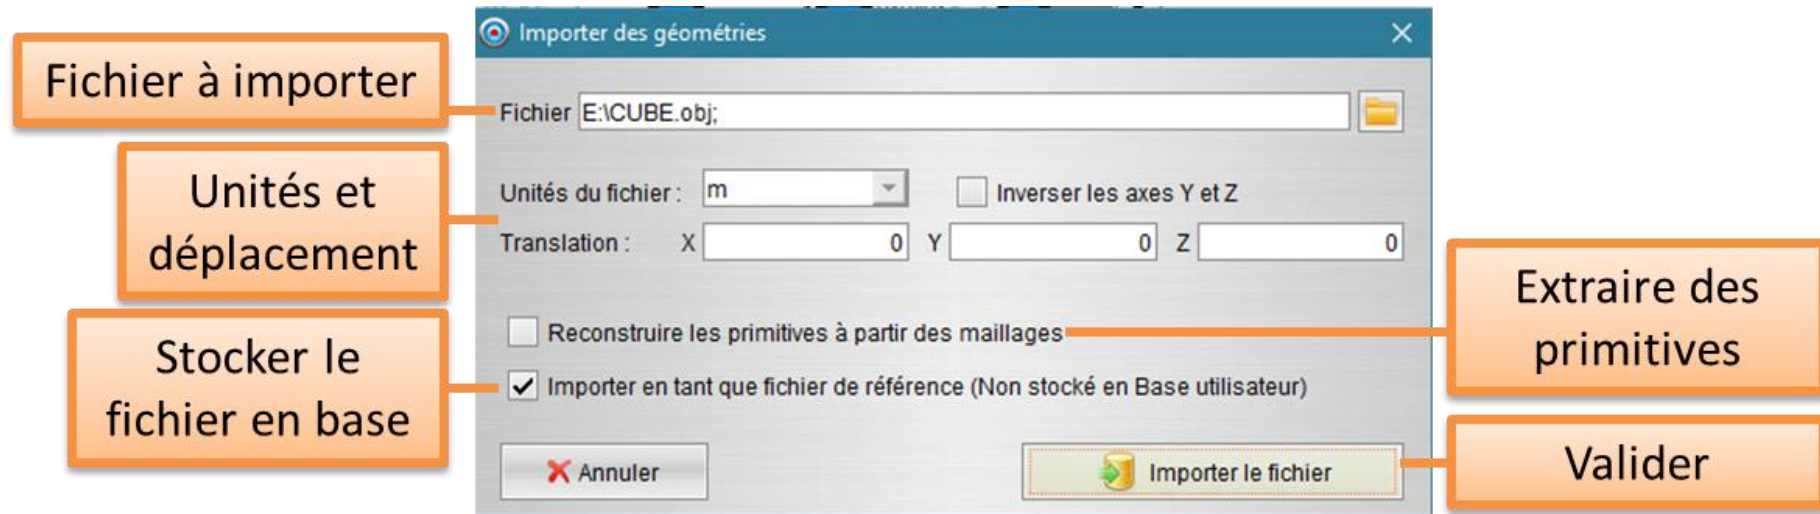 Importer des géométries
Fichier à importer
Fichier E:\CUBE.obj;
Unités et
déplacement
Unités du fichier : m Inverser les axes Y et Z
Translation : X 0 Y 0 Z 0
Extraire des
primitives
Reconstruire les primitives à partir des maillages
Stocker le
fichier en base
Importer en tant que fichier de référence (Non stocké en Base utilisateur)
Annuler
Importer le fichier
Valider